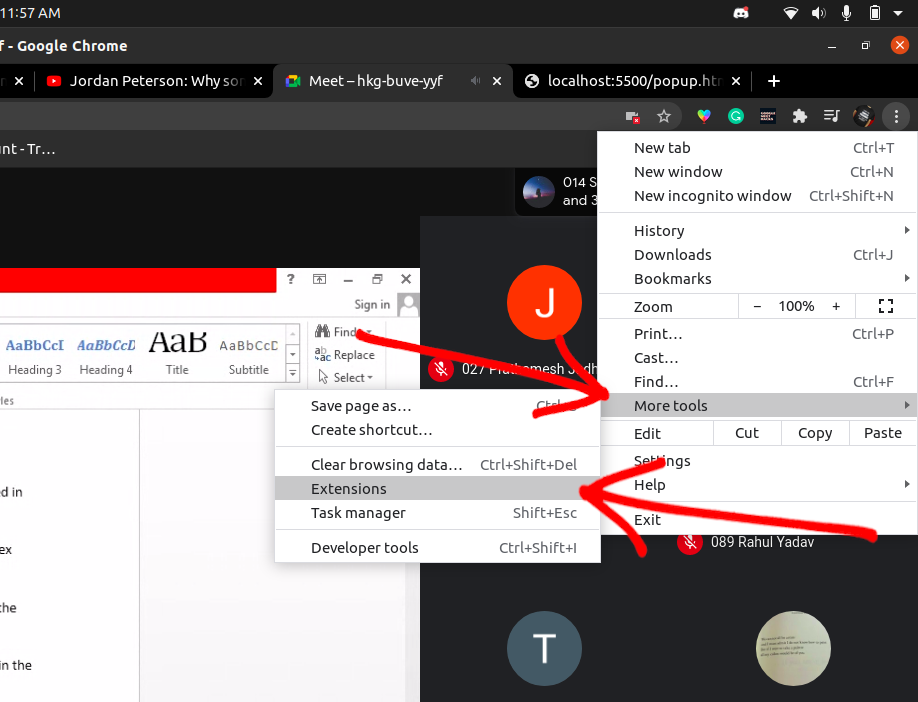 11:57 AM
f - Google Chrome
Jordan Peterson: Why so
Meet – hkg-buve-yyf
localhost:5500/popup.ht
nt - Tr…
New tab Ctrl+T
New window Ctrl+N
New incognito window Ctrl+Shift+N
History
Downloads Ctrl+J
Bookmarks
Zoom − 100% +
Print… Ctrl+P
Cast…
Find… Ctrl+F
More tools
Edit Cut Copy Paste
Settings
Help
Exit
014 S
and 3
J
027 Prathamesh
?
Sign in
AaBbCcI AaBbCcD AaB AaBbCcD
Heading 3 Heading 4 Title Subtitle
Find
Replace
Select
les
Save page as…
Create shortcut…
Clear browsing data… Ctrl+Shift+Del
Extensions
Task manager Shift+Esc
Developer tools Ctrl+Shift+I
d in
ex
the
in the
089 Rahul Yadav
T